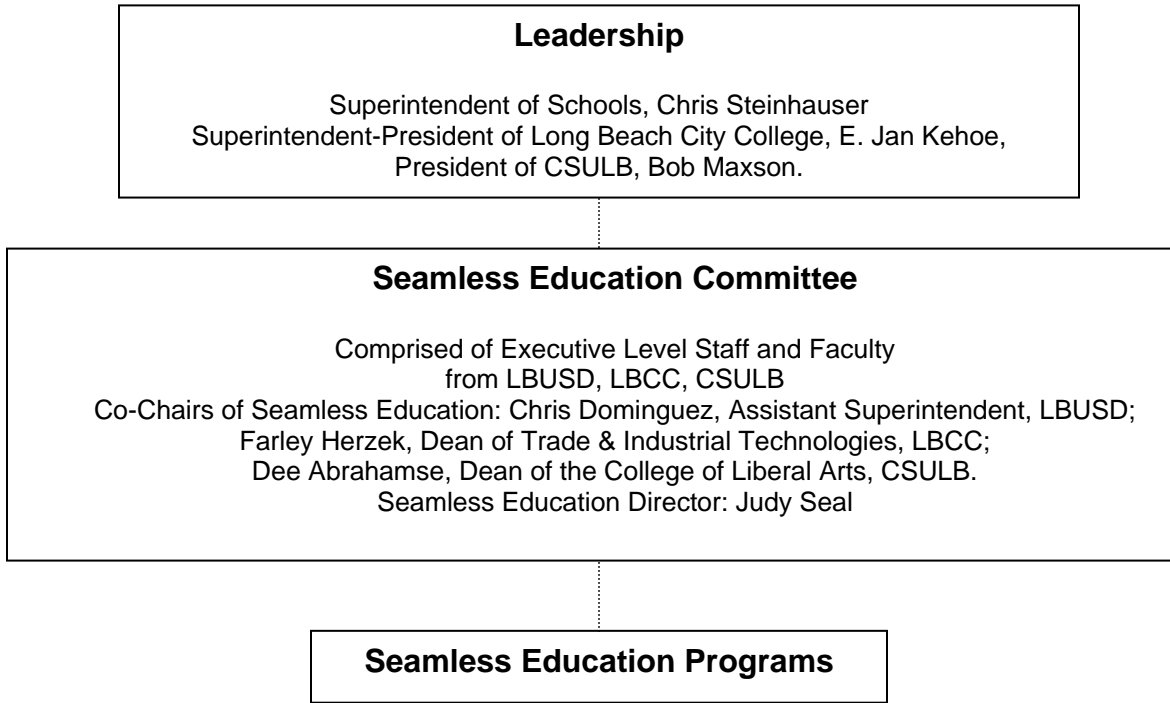 Leadership
Superintendent of Schools, Chris Steinhauser
Superintendent-President of Long Beach City College, E. Jan Kehoe,
President of CSULB, Bob Maxson.
Seamless Education Committee
Comprised of Executive Level Staff and Faculty
from LBUSD, LBCC, CSULB
Co-Chairs of Seamless Education: Chris Dominguez, Assistant Superintendent, LBUSD;
Farley Herzek, Dean of Trade & Industrial Technologies, LBCC;
Dee Abrahamse, Dean of the College of Liberal Arts, CSULB.
Seamless Education Director: Judy Seal
Seamless Education Programs